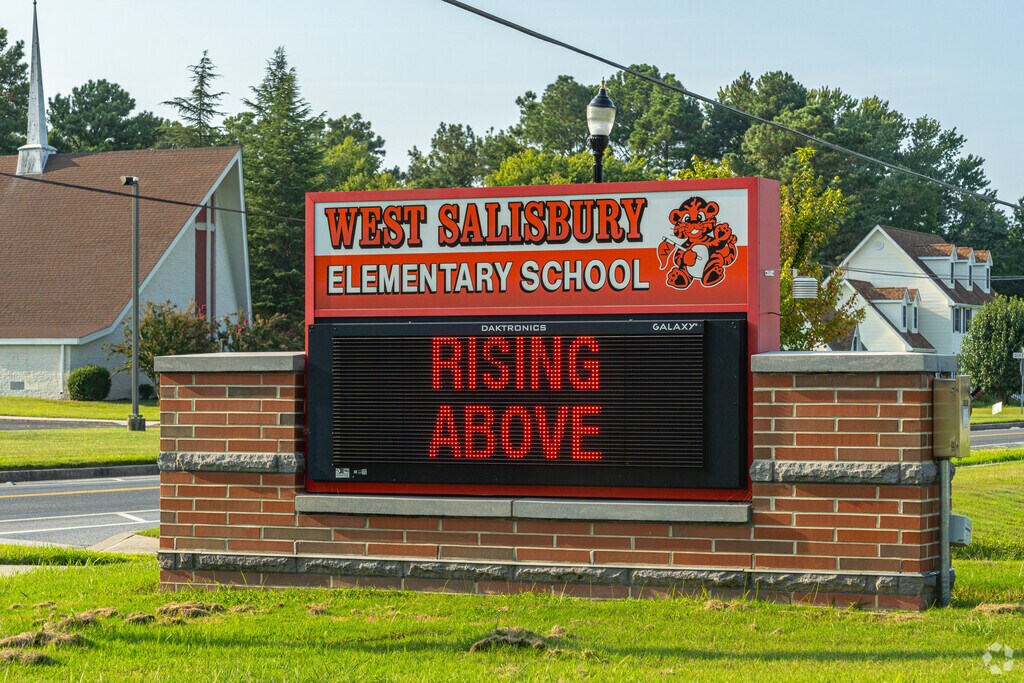 WEST SALISBURY
ELEMENTARY SCHOOL
DAKTRONICS GALAXY
RISING
ABOVE